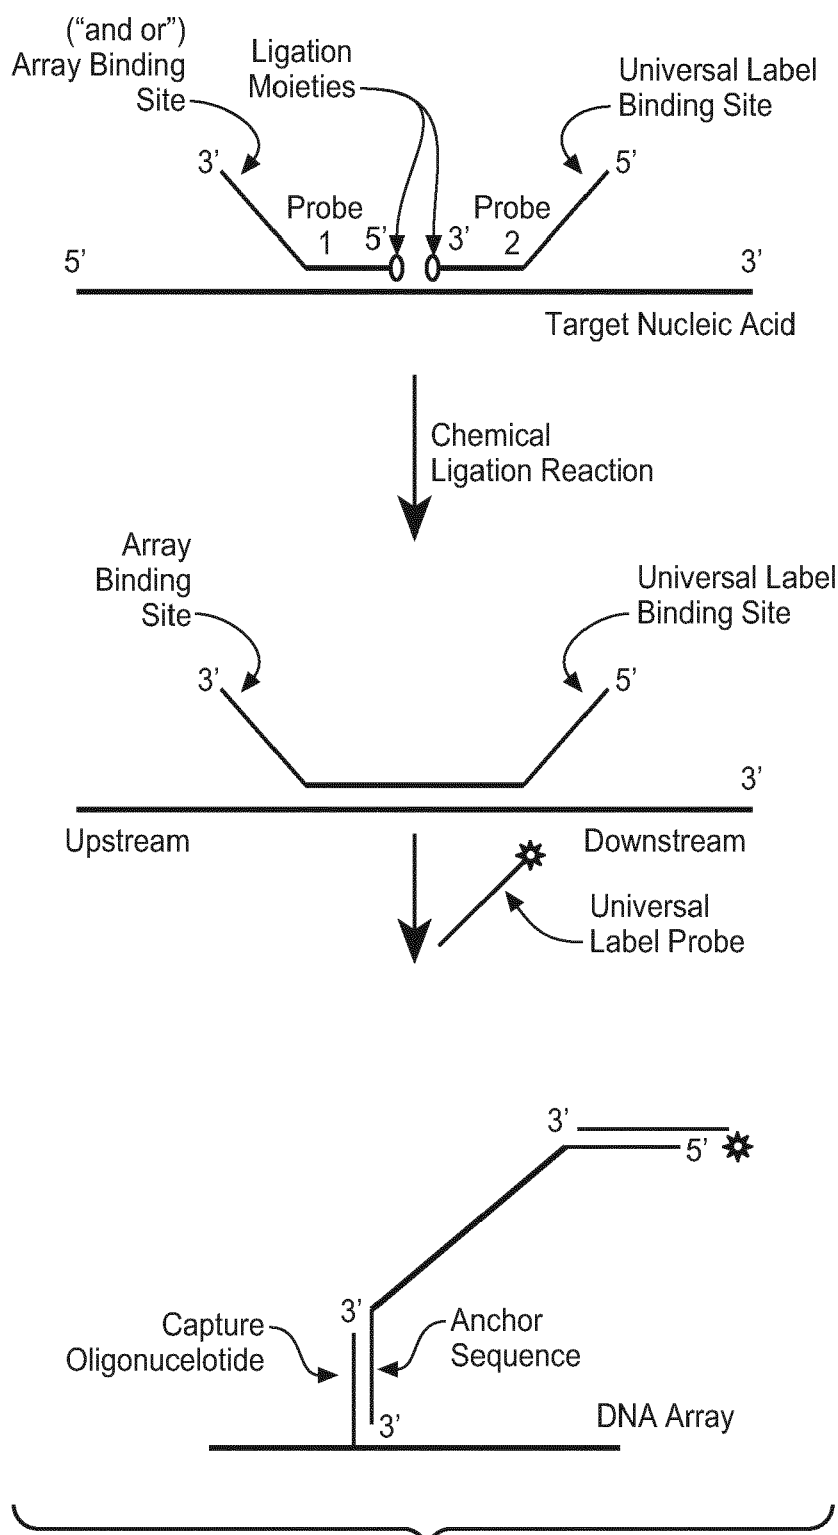 (“and or”)
Array Binding
Site
Ligation
Moieties
Universal Label
Binding Site
3’
5’
Probe
1
5’
3’
Probe
2
5’
3’
Target Nucleic Acid
Chemical
Ligation Reaction
Array
Binding
Site
Universal Label
Binding Site
3’
5’
3’
Upstream
Downstream
Universal
Label Probe
3’
5’
3’
Capture
Oligonucelotide
Anchor
Sequence
3’
DNA Array